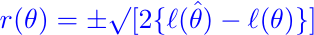 r(θ) = ±√[2{ℓ(θ̂) − ℓ(θ)}]